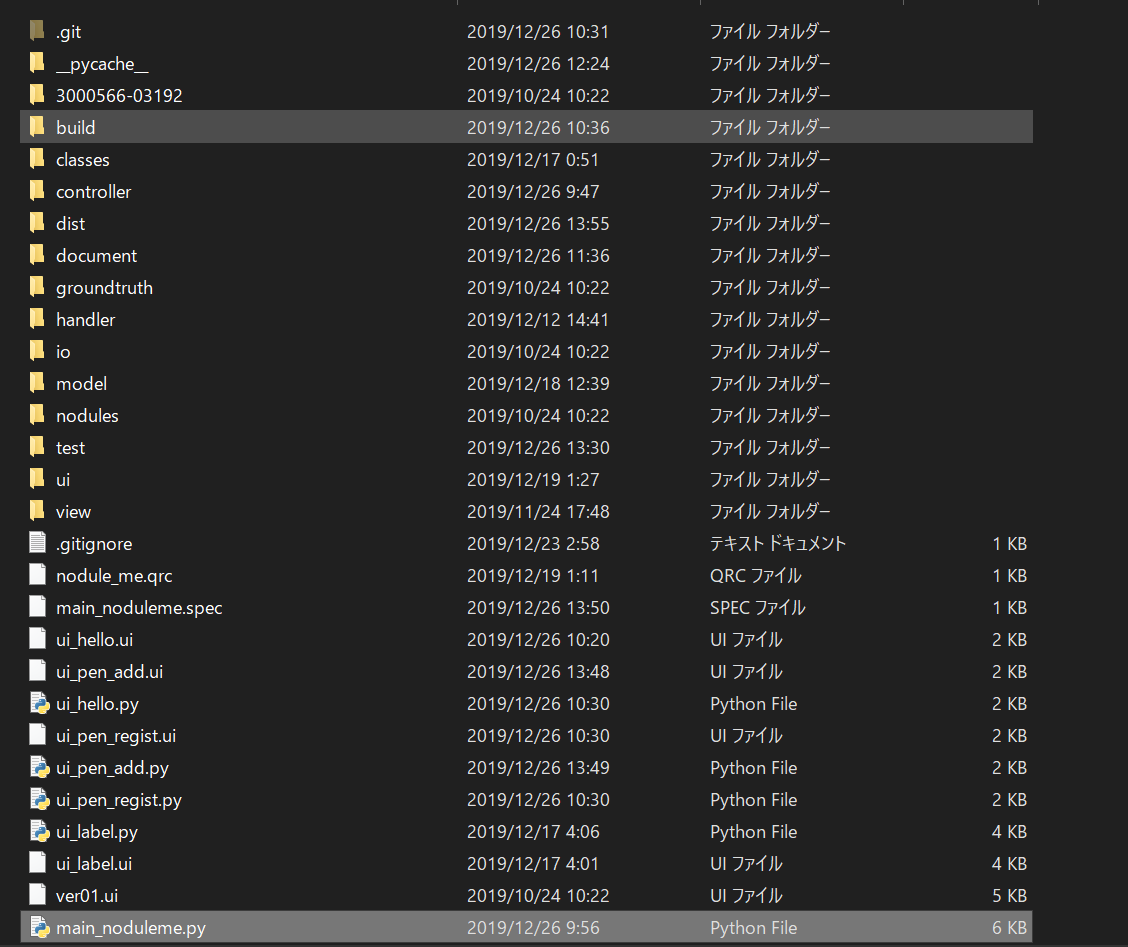 .git 2019/12/26 10:31 ファイル フォルダー
__pycache__ 2019/12/26 12:24 ファイル フォルダー
3000566-03192 2019/10/24 10:22 ファイル フォルダー
build 2019/12/26 10:36 ファイル フォルダー
classes 2019/12/17 0:51 ファイル フォルダー
controller 2019/12/26 9:47 ファイル フォルダー
dist 2019/12/26 13:55 ファイル フォルダー
document 2019/12/26 11:36 ファイル フォルダー
groundtruth 2019/10/24 10:22 ファイル フォルダー
handler 2019/12/12 14:41 ファイル フォルダー
io 2019/10/24 10:22 ファイル フォルダー
model 2019/12/18 12:39 ファイル フォルダー
nodules 2019/10/24 10:22 ファイル フォルダー
test 2019/12/26 13:30 ファイル フォルダー
ui 2019/12/19 1:27 ファイル フォルダー
view 2019/11/24 17:48 ファイル フォルダー
.gitignore 2019/12/23 2:58 テキスト ドキュメント 1 KB
nodule_me.qrc 2019/12/19 1:11 QRC ファイル 1 KB
main_noduleme.spec 2019/12/26 13:50 SPEC ファイル 1 KB
ui_hello.ui 2019/12/26 10:20 UI ファイル 2 KB
ui_pen_add.ui 2019/12/26 13:48 UI ファイル 2 KB
ui_hello.py 2019/12/26 10:30 Python File 2 KB
ui_pen_regist.ui 2019/12/26 10:30 UI ファイル 2 KB
ui_pen_add.py 2019/12/26 13:49 Python File 2 KB
ui_pen_regist.py 2019/12/26 10:30 Python File 2 KB
ui_label.py 2019/12/17 4:06 Python File 4 KB
ui_label.ui 2019/12/17 4:01 UI ファイル 4 KB
ver01.ui 2019/10/24 10:22 UI ファイル 5 KB
main_noduleme.py 2019/12/26 9:56 Python File 6 KB